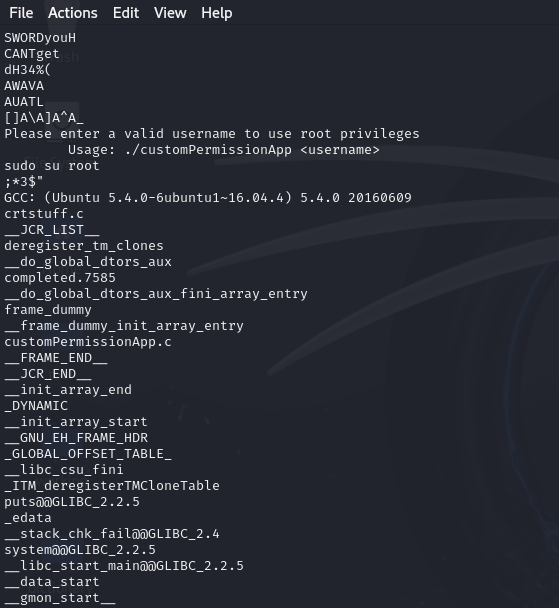 File Actions Edit View Help
SWORDyouH
CANTget
dH34%(
AWAVA
AUATL
[]A\A]A^A_
Please enter a valid username to use root privileges
Usage: ./customPermissionApp <username>
sudo su root
;*3$"
GCC: (Ubuntu 5.4.0-6ubuntu1~16.04.4) 5.4.0 20160609
crtstuff.c
__JCR_LIST__
deregister_tm_clones
__do_global_dtors_aux
completed.7585
__do_global_dtors_aux_fini_array_entry
frame_dummy
__frame_dummy_init_array_entry
customPermissionApp.c
__FRAME_END__
__JCR_END__
__init_array_end
_DYNAMIC
__init_array_start
__GNU_EH_FRAME_HDR
_GLOBAL_OFFSET_TABLE_
__libc_csu_fini
_ITM_deregisterTMCloneTable
puts@@GLIBC_2.2.5
_edata
__stack_chk_fail@@GLIBC_2.4
system@@GLIBC_2.2.5
__libc_start_main@@GLIBC_2.2.5
__data_start
__gmon_start__